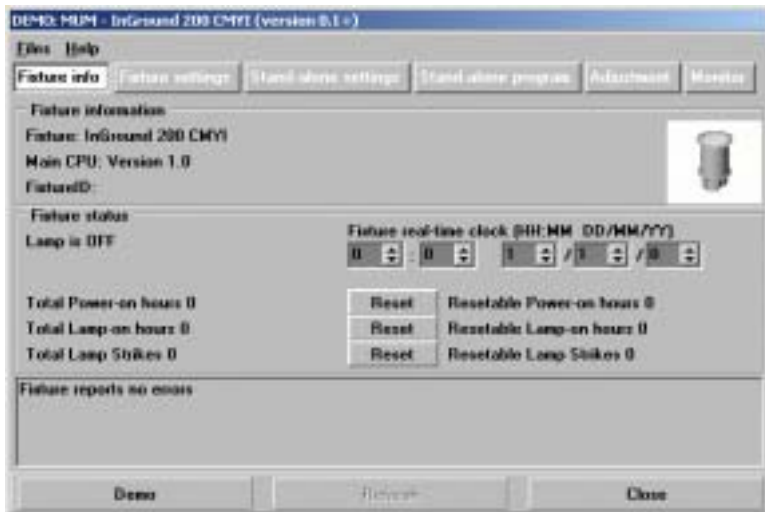 DEMO: MUM - InGround 200 CMYI (version 0.1+)
Files Help
Fixture info Fixture settings Stand-alone settings Stand-alone program Adjustment Monitor
Fixture information
Fixture: InGround 200 CMYI
Main CPU: Version 1.0
FixtureID:
Fixture status
Lamp is OFF
Fixture real-time clock (HH:MM DD/MM/YY)
0 : 0 1 / 1 / 0
Total Power-on hours 0 Reset Resetable Power-on hours 0
Total Lamp-on hours 0 Reset Resetable Lamp-on hours 0
Total Lamp Strikes 0 Reset Resetable Lamp Strikes 0
Fixture reports no errors
Demo Refresh Close